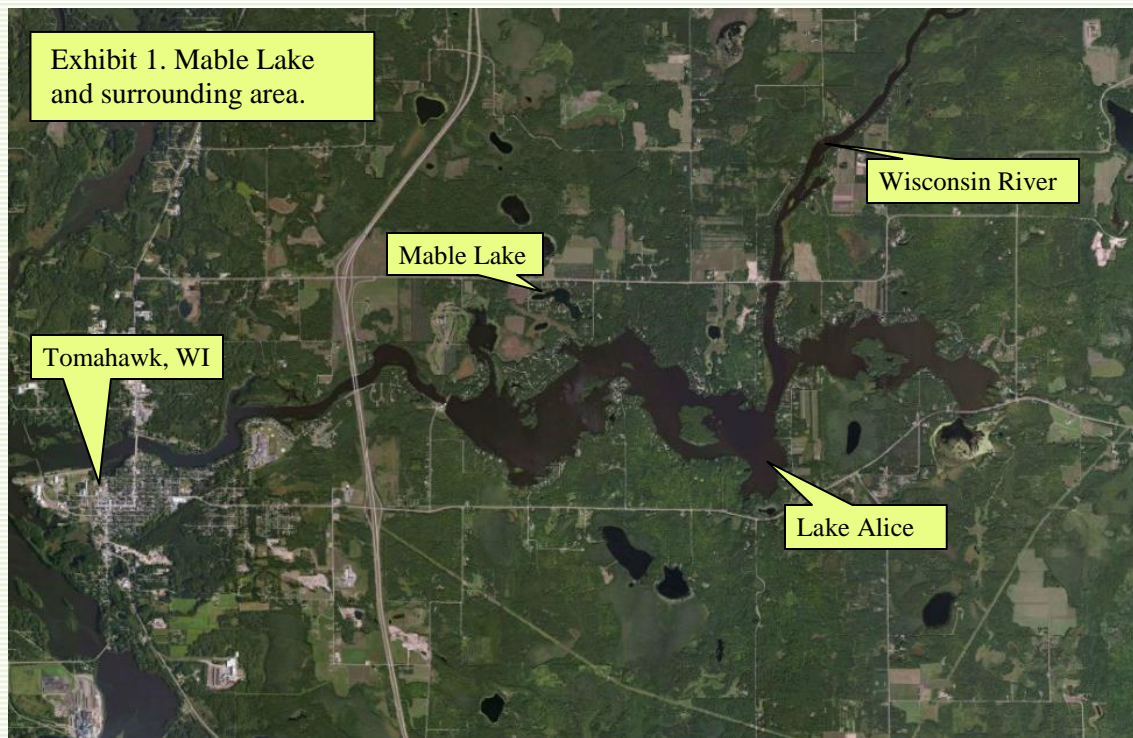 Exhibit 1. Mable Lake
and surrounding area.
Wisconsin River
Mable Lake
Tomahawk, WI
Lake Alice